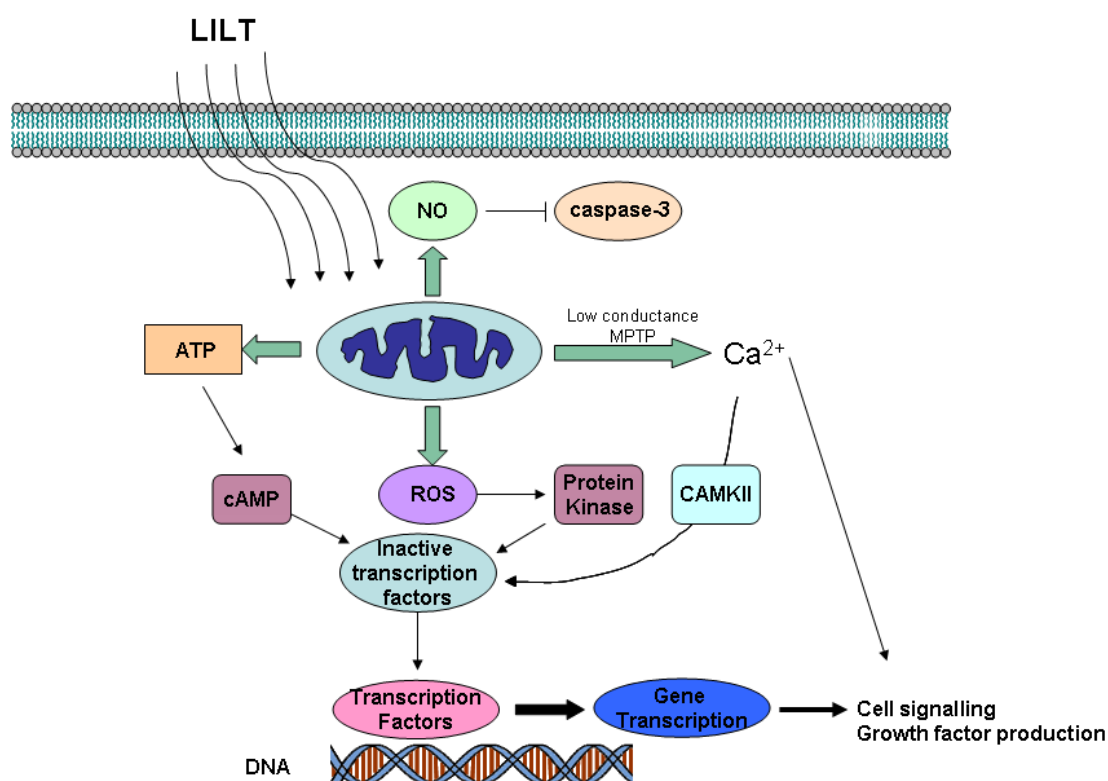 LILT
NO
caspase-3
Low conductance
MPTP
ATP
Ca²⁺
cAMP
ROS
Protein
Kinase
CAMKII
Inactive
transcription
factors
Transcription
Factors
Gene
Transcription
Cell signalling
Growth factor production
DNA